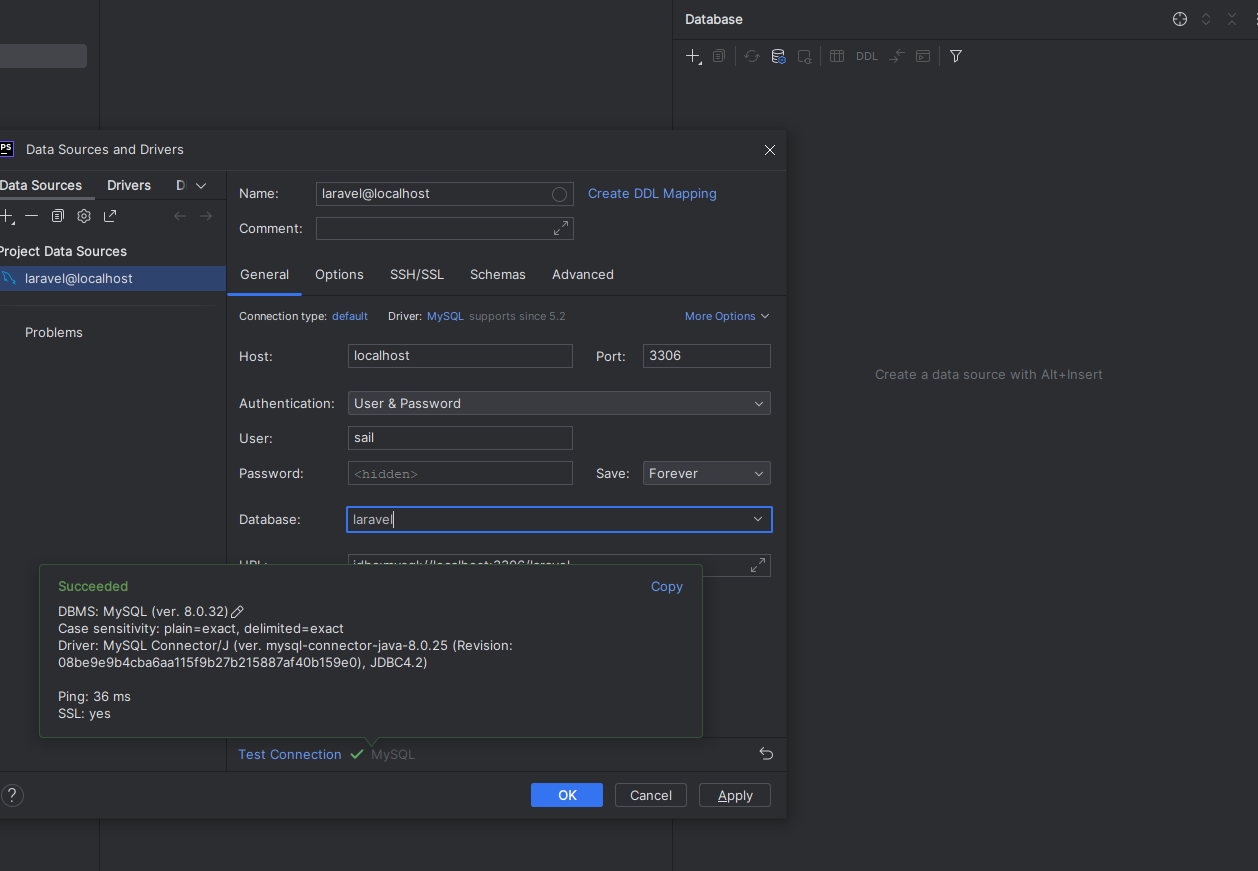 Database
DDL
PS Data Sources and Drivers
Data Sources Drivers D
Name: laravel@localhost Create DDL Mapping
Comment:
Project Data Sources
laravel@localhost
Problems
General Options SSH/SSL Schemas Advanced
Connection type: default Driver: MySQL supports since 5.2 More Options
Host: localhost Port: 3306
Authentication: User & Password
User: sail
Password: <hidden> Save: Forever
Database: laravel
URL: jdbc:mysql://localhost:3306/laravel
Succeeded Copy
DBMS: MySQL (ver. 8.0.32)
Case sensitivity: plain=exact, delimited=exact
Driver: MySQL Connector/J (ver. mysql-connector-java-8.0.25 (Revision:
08be9e9b4cba6aa115f9b27b215887af40b159e0), JDBC4.2)
Ping: 36 ms
SSL: yes
Test Connection MySQL
? OK Cancel Apply
Create a data source with Alt+Insert